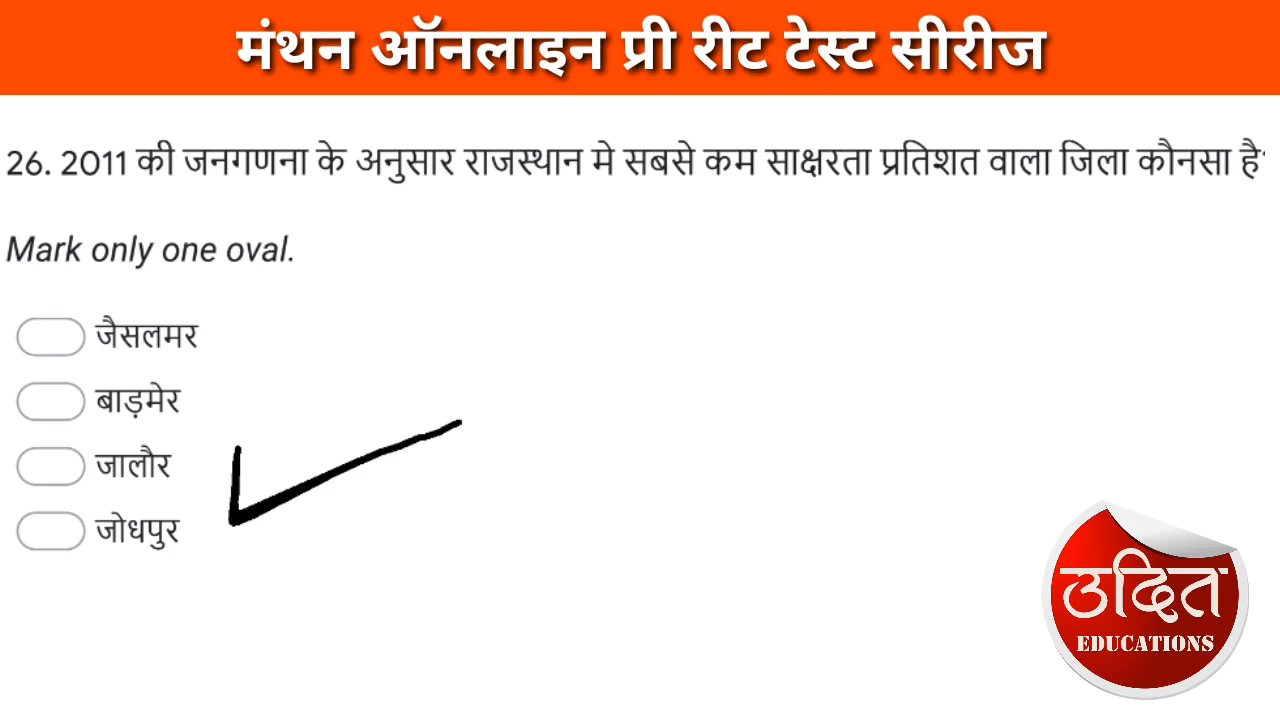 मंथन ऑनलाइन प्री रीट टेस्ट सीरीज
26. 2011 की जनगणना के अनुसार राजस्थान मे सबसे कम साक्षरता प्रतिशत वाला जिला कौनसा है
Mark only one oval.
जैसलमर
बाड़मेर
जालौर
जोधपुर
उदित
EDUCATIONS